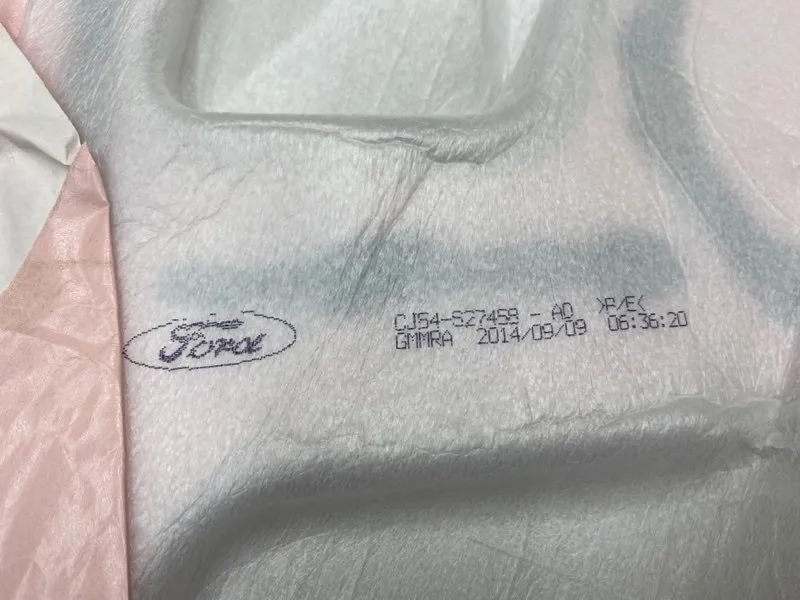 Ford
CJ54-S27458 - AD >P/E<
GMMRA 2014/09/09 06:36:20